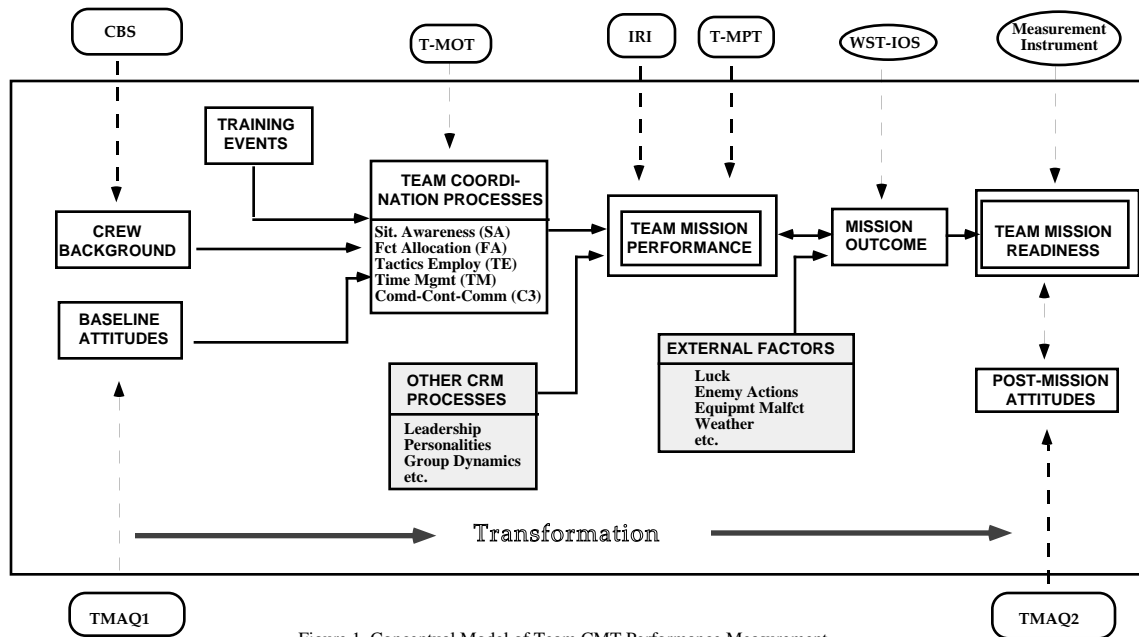 CBS
T-MOT
IRI
T-MPT
WST-IOS
Measurement
Instrument
TRAINING
EVENTS
CREW
BACKGROUND
BASELINE
ATTITUDES
TEAM COORDI-
NATION PROCESSES
Sit. Awareness (SA)
Fct Allocation (FA)
Tactics Employ (TE)
Time Mgmt (TM)
Comd-Cont-Comm (C3)
OTHER CRM
PROCESSES
Leadership
Personalities
Group Dynamics
etc.
TEAM MISSION
PERFORMANCE
MISSION
OUTCOME
TEAM MISSION
READINESS
EXTERNAL FACTORS
Luck
Enemy Actions
Equipmt Malfct
Weather
etc.
POST-MISSION
ATTITUDES
Transformation
TMAQ1
TMAQ2
Figure 1. Conceptual Model of Team CMT Performance Measurement